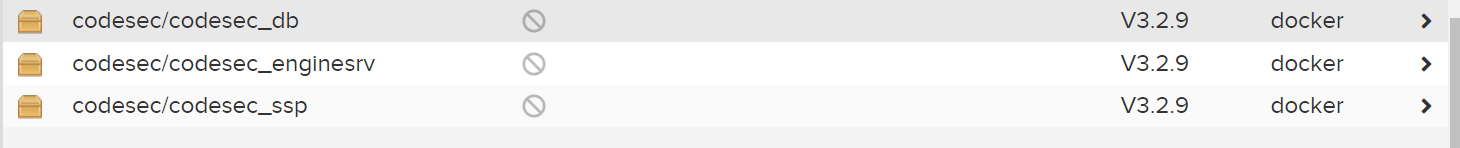 codesec/codesec_db V3.2.9 docker
codesec/codesec_enginesrv V3.2.9 docker
codesec/codesec_ssp V3.2.9 docker